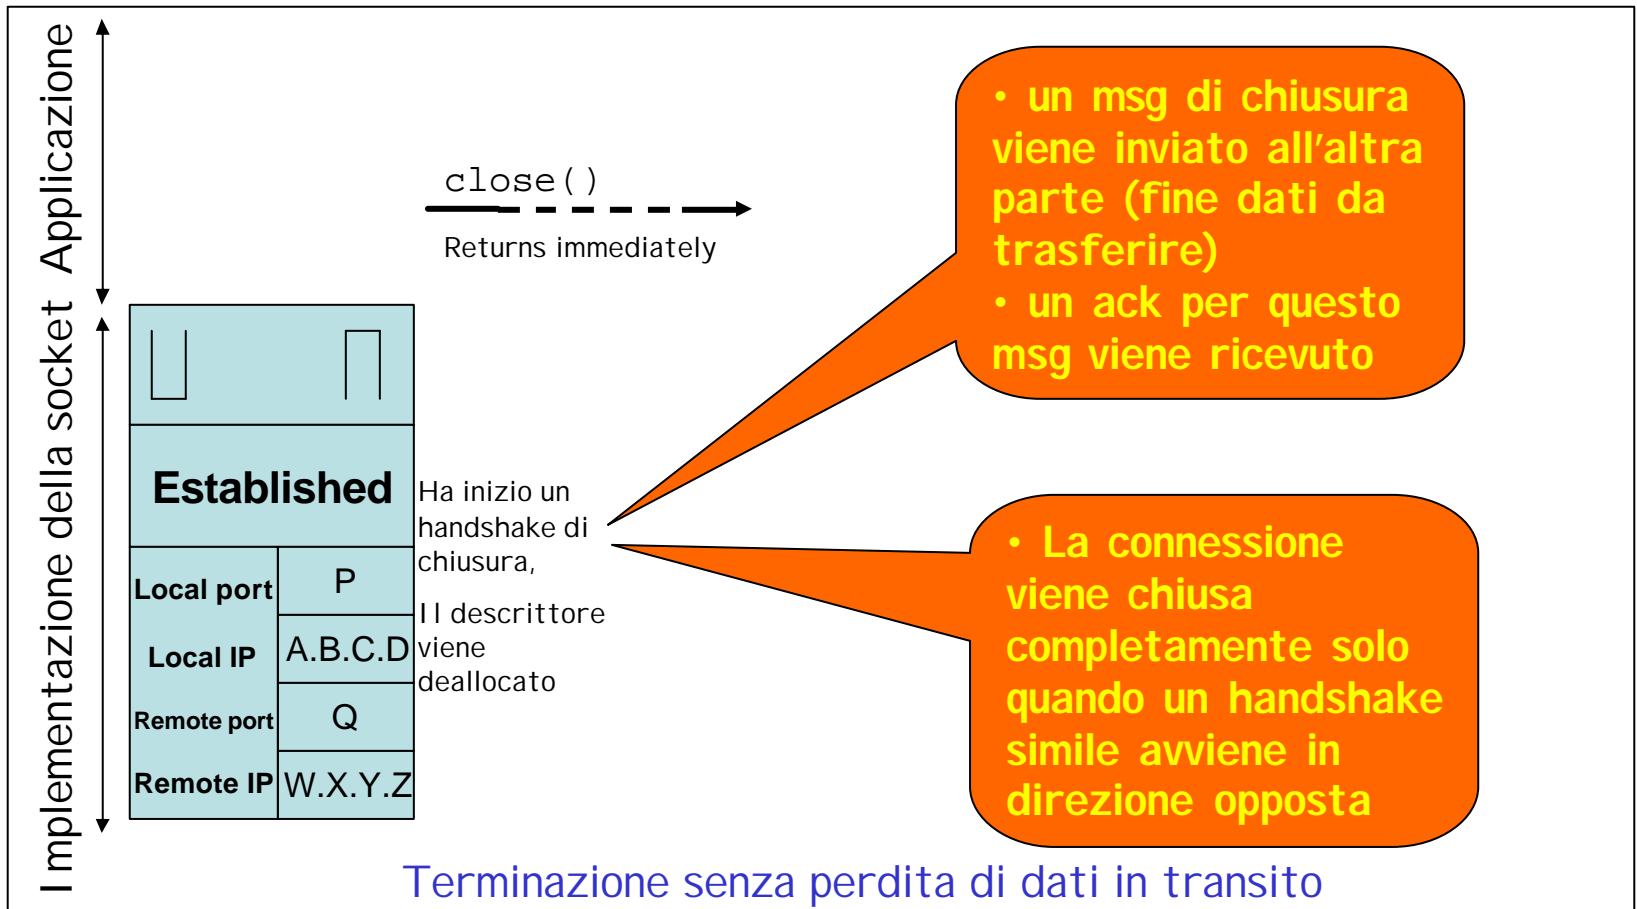 Applicazione
Implementazione della socket
close()
Returns immediately
Established
Local port
P
Local IP
A.B.C.D
Remote port
Q
Remote IP
W.X.Y.Z
Ha inizio un
handshake di
chiusura,
Il descrittore
viene
deallocato
• un msg di chiusura
viene inviato all'altra
parte (fine dati da
trasferire)
• un ack per questo
msg viene ricevuto
• La connessione
viene chiusa
completamente solo
quando un handshake
simile avviene in
direzione opposta
Terminazione senza perdita di dati in transito